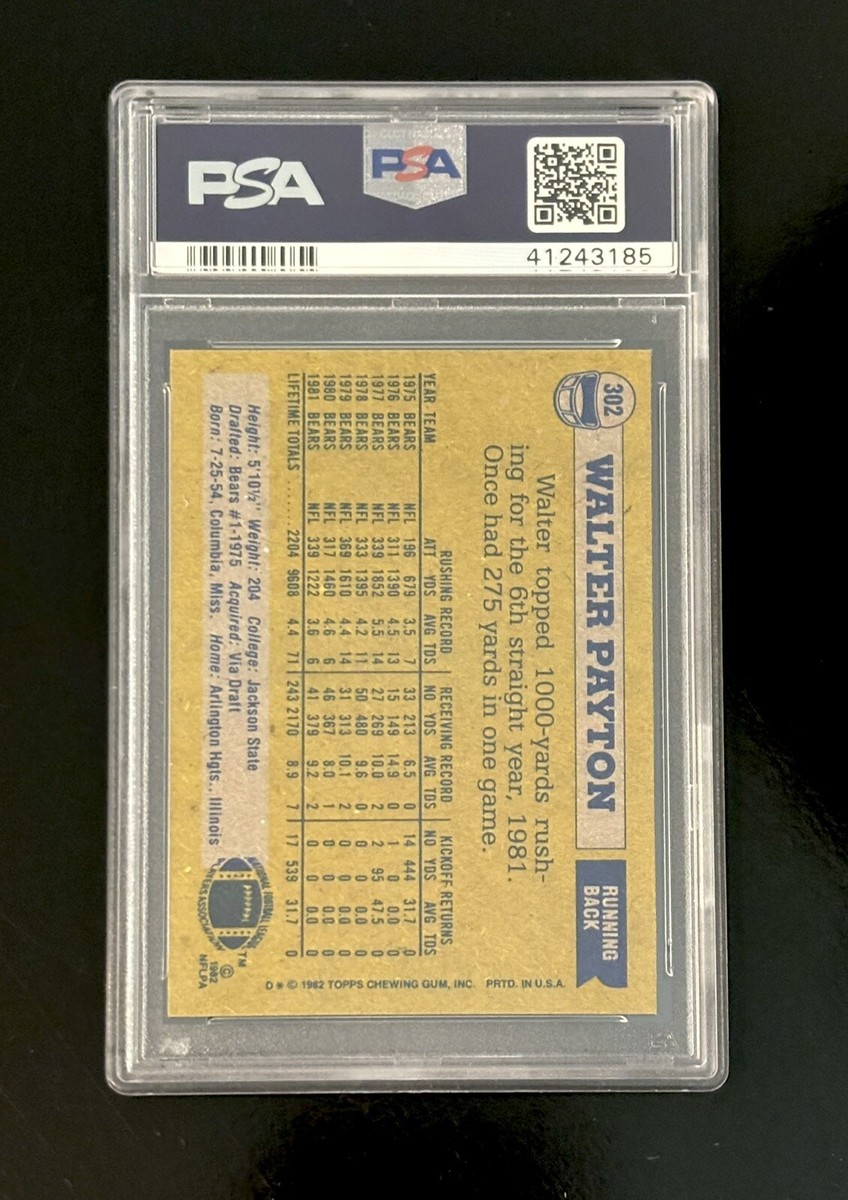 PSA
PSA
41243185
302
WALTER PAYTON
RUNNING
BACK
Walter topped 1000-yards rush-
ing for the 6th straight year, 1981.
Once had 275 yards in one game.
RUSHING RECORD RECEIVING RECORD KICKOFF RETURNS
YEAR TEAM ATT YDS AVG TDS NO YDS AVG TDS NO YDS AVG TDS
1975 BEARS NFL 196 679 3.5 7 33 213 6.5 0 14 444 31.7 0
1976 BEARS NFL 311 1390 4.5 13 15 149 14.9 0 1 0 0.0 0
1977 BEARS NFL 339 1852 5.5 14 27 269 10.0 2 2 95 47.5 0
1978 BEARS NFL 333 1395 4.2 11 50 480 9.6 0 0 0 0.0 0
1979 BEARS NFL 369 1610 4.4 14 31 313 10.1 2 0 0 0.0 0
1980 BEARS NFL 317 1460 4.6 6 46 367 8.0 1 0 0 0.0 0
1981 BEARS NFL 339 1222 3.6 6 41 379 9.2 2 0 0 0.0 0
LIFETIME TOTALS ....... 2204 9608 4.4 71 243 2170 8.9 7 17 539 31.7 0
Height: 5'10½" Weight: 204 College: Jackson State
Drafted: Bears #1-1975 Acquired: Via Draft
Born: 7-25-54, Columbia, Miss. Home: Arlington Hgts., Illinois
TM
© 1982
NFLPA
D * © 1982 TOPPS CHEWING GUM, INC. PRTD. IN U.S.A.